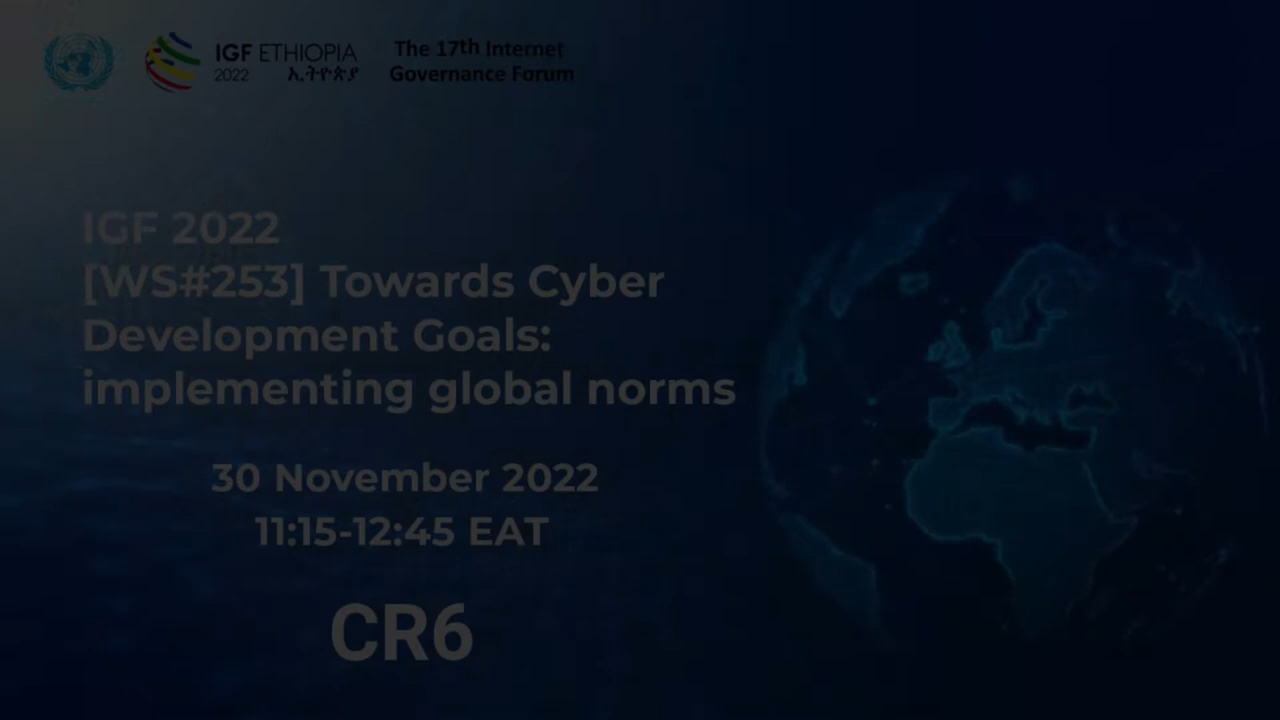 IGF ETHIOPIA
2022 ኢትዮጵያ
The 17th Internet
Governance Forum
IGF 2022
[WS#253] Towards Cyber
Development Goals:
implementing global norms
30 November 2022
11:15-12:45 EAT
CR6